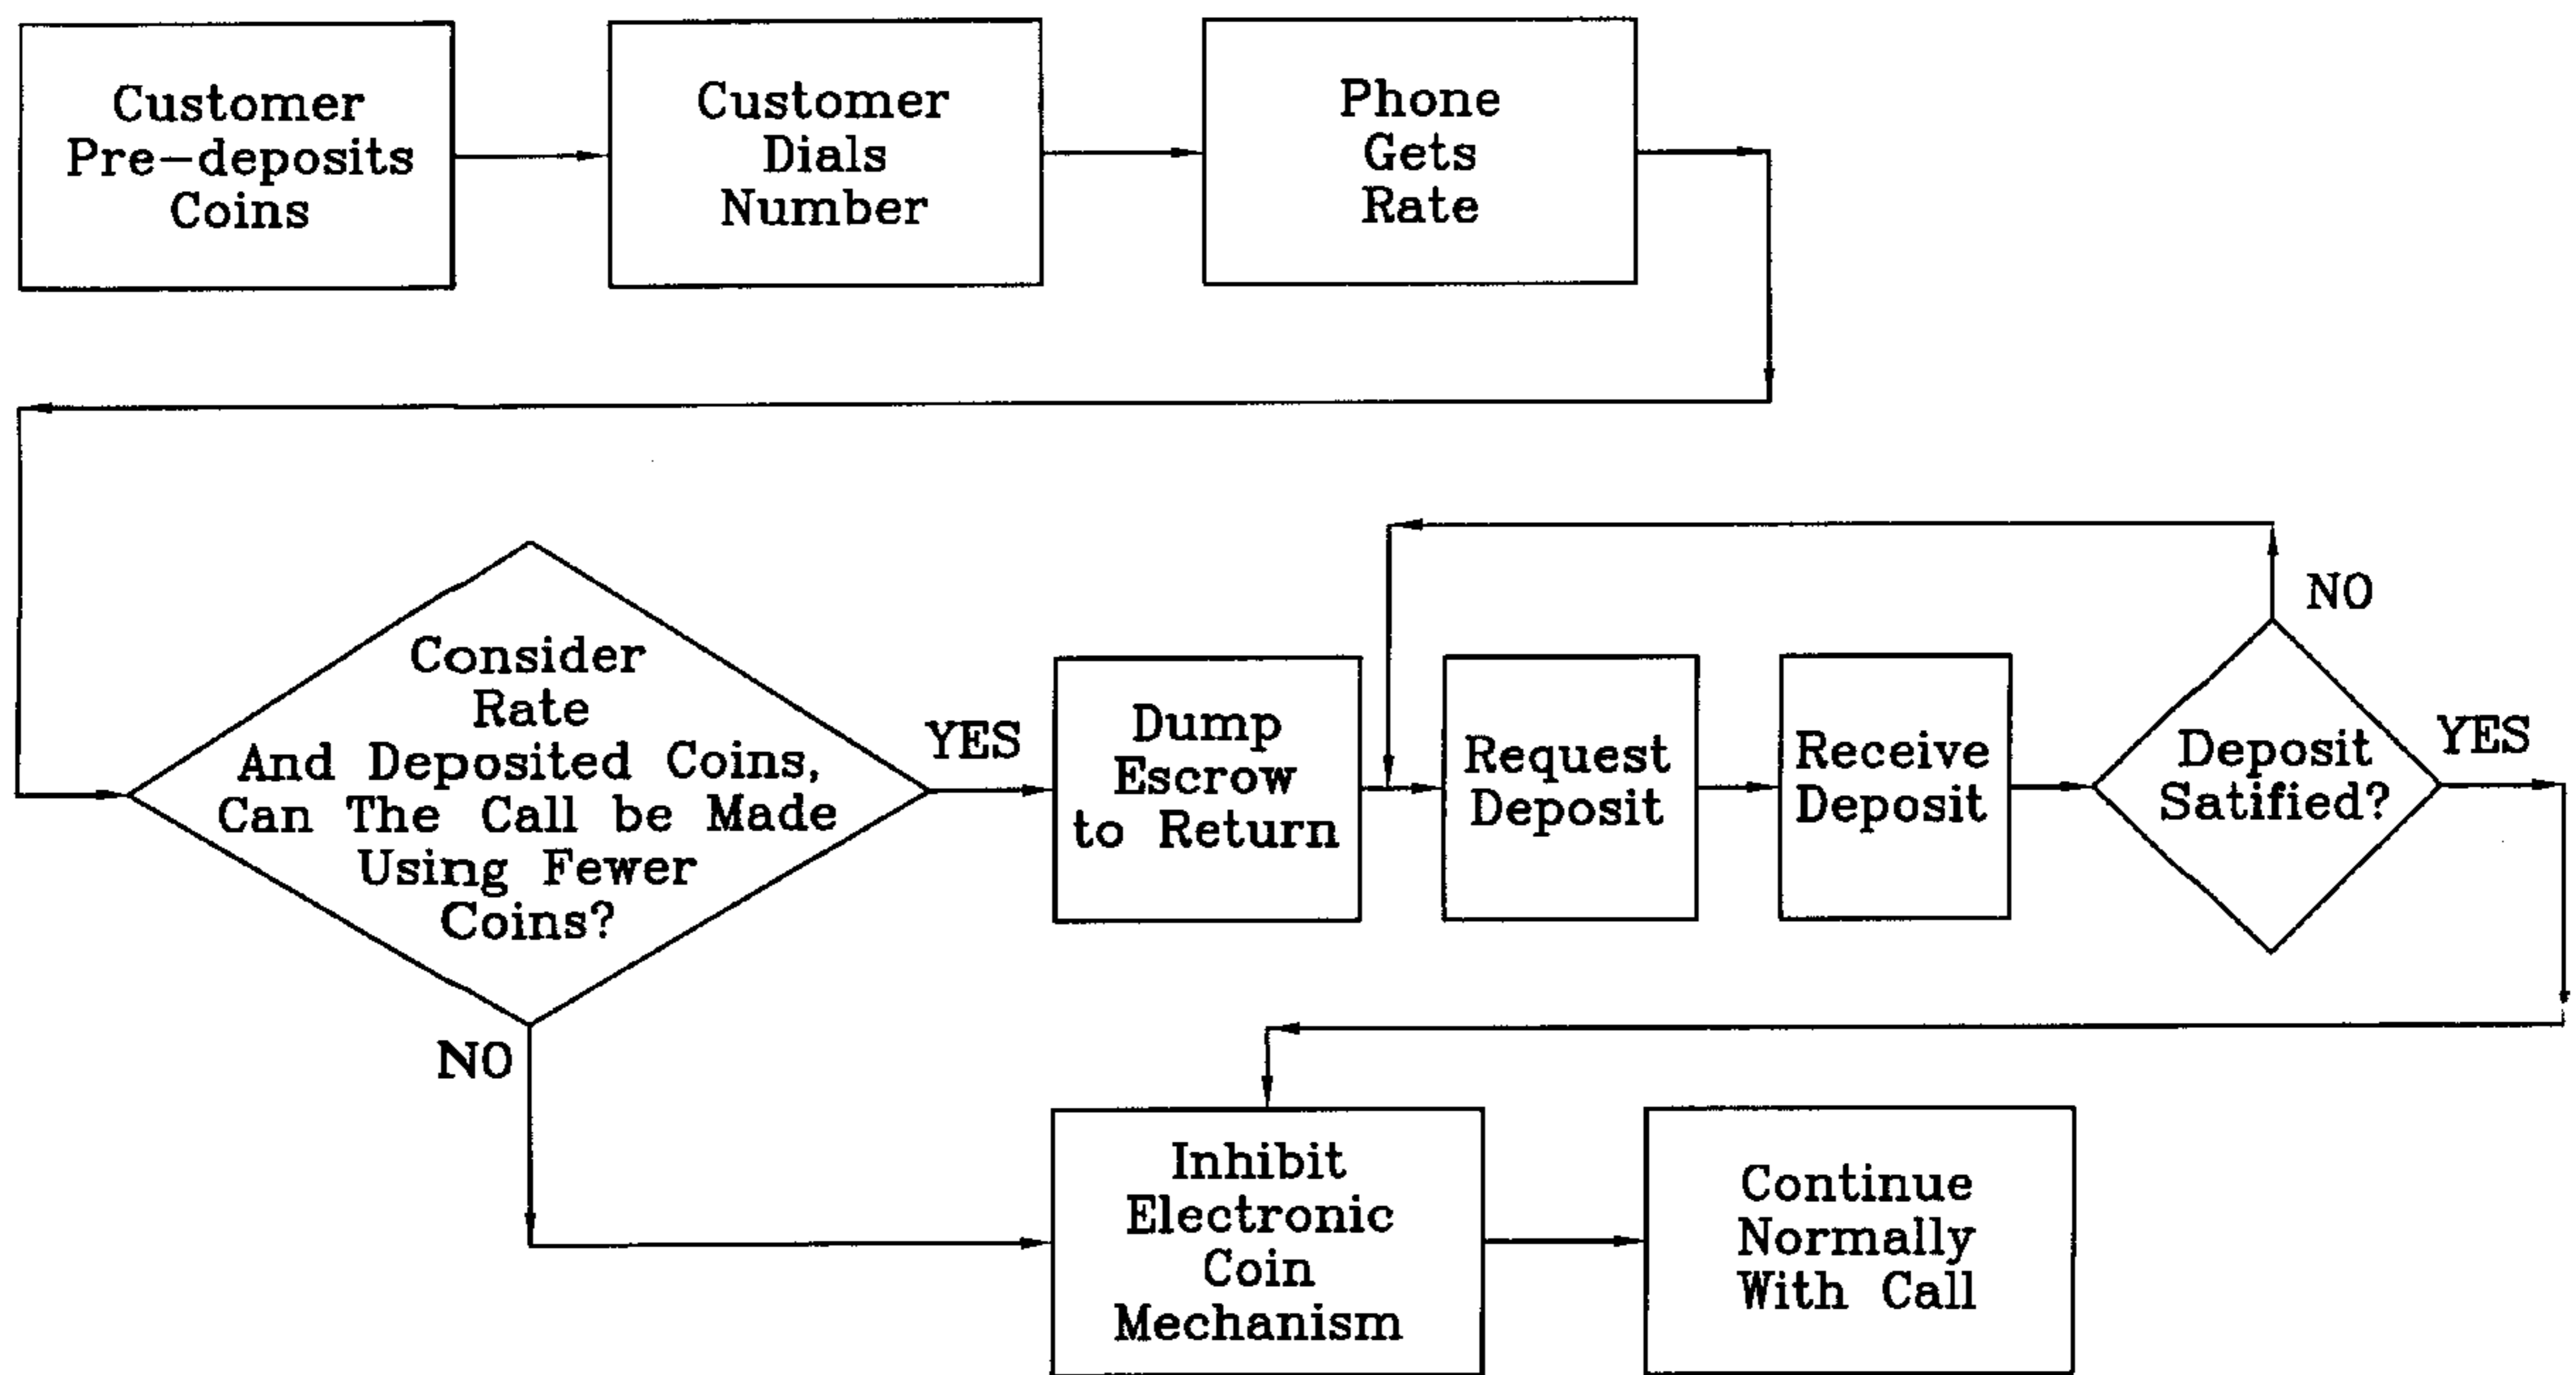 Customer
Pre-deposits
Coins
Customer
Dials
Number
Phone
Gets
Rate
Consider
Rate
And Deposited Coins,
Can The Call be Made
Using Fewer
Coins?
YES
NO
Dump
Escrow
to Return
Request
Deposit
Receive
Deposit
Deposit
Satified?
NO
YES
Inhibit
Electronic
Coin
Mechanism
Continue
Normally
With Call